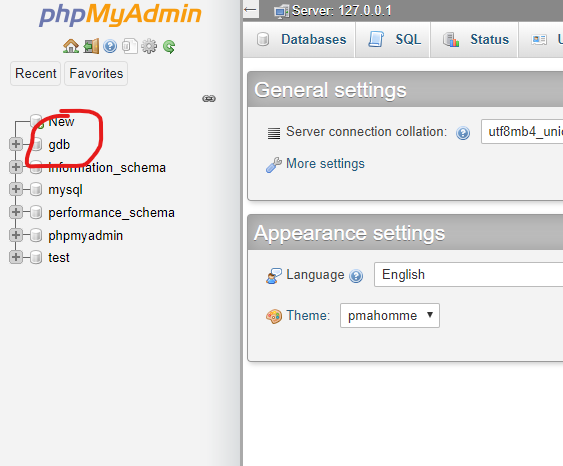 phpMyAdmin
Recent Favorites
New
gdb
information_schema
mysql
performance_schema
phpmyadmin
test
Server: 127.0.0.1
Databases SQL Status U
General settings
Server connection collation: utf8mb4_unic
More settings
Appearance settings
Language English
Theme: pmahomme